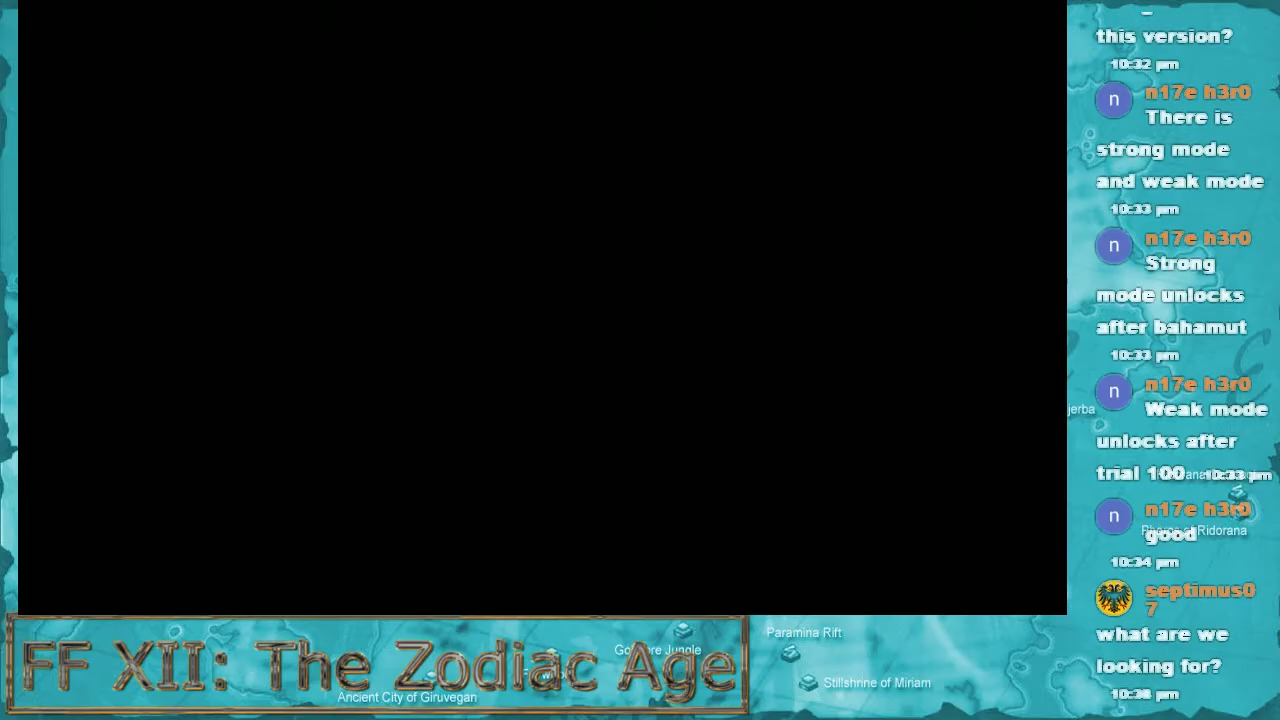 this version?
10:32 pm
n n17e h3r0
There is
strong mode
and weak mode
10:33 pm
n n17e h3r0
Strong
mode unlocks
after bahamut
10:33 pm
n n17e h3r0
jerba
Weak mode
unlocks after
trial 100 10:33 pm
n n17e h3r0
good
Ridorana
10:34 pm
septimus0
7
what are we
looking for?
10:38 pm
FF XII: The Zodiac Age
Jungle
Ancient City of Giruvegan
Paramina Rift
Stillshrine of Miriam